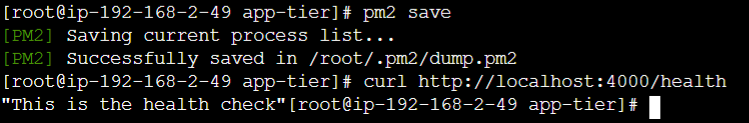 [root@ip-192-168-2-49 app-tier]# pm2 save
[PM2] Saving current process list...
[PM2] Successfully saved in /root/.pm2/dump.pm2
[root@ip-192-168-2-49 app-tier]# curl http://localhost:4000/health
"This is the health check"[root@ip-192-168-2-49 app-tier]#